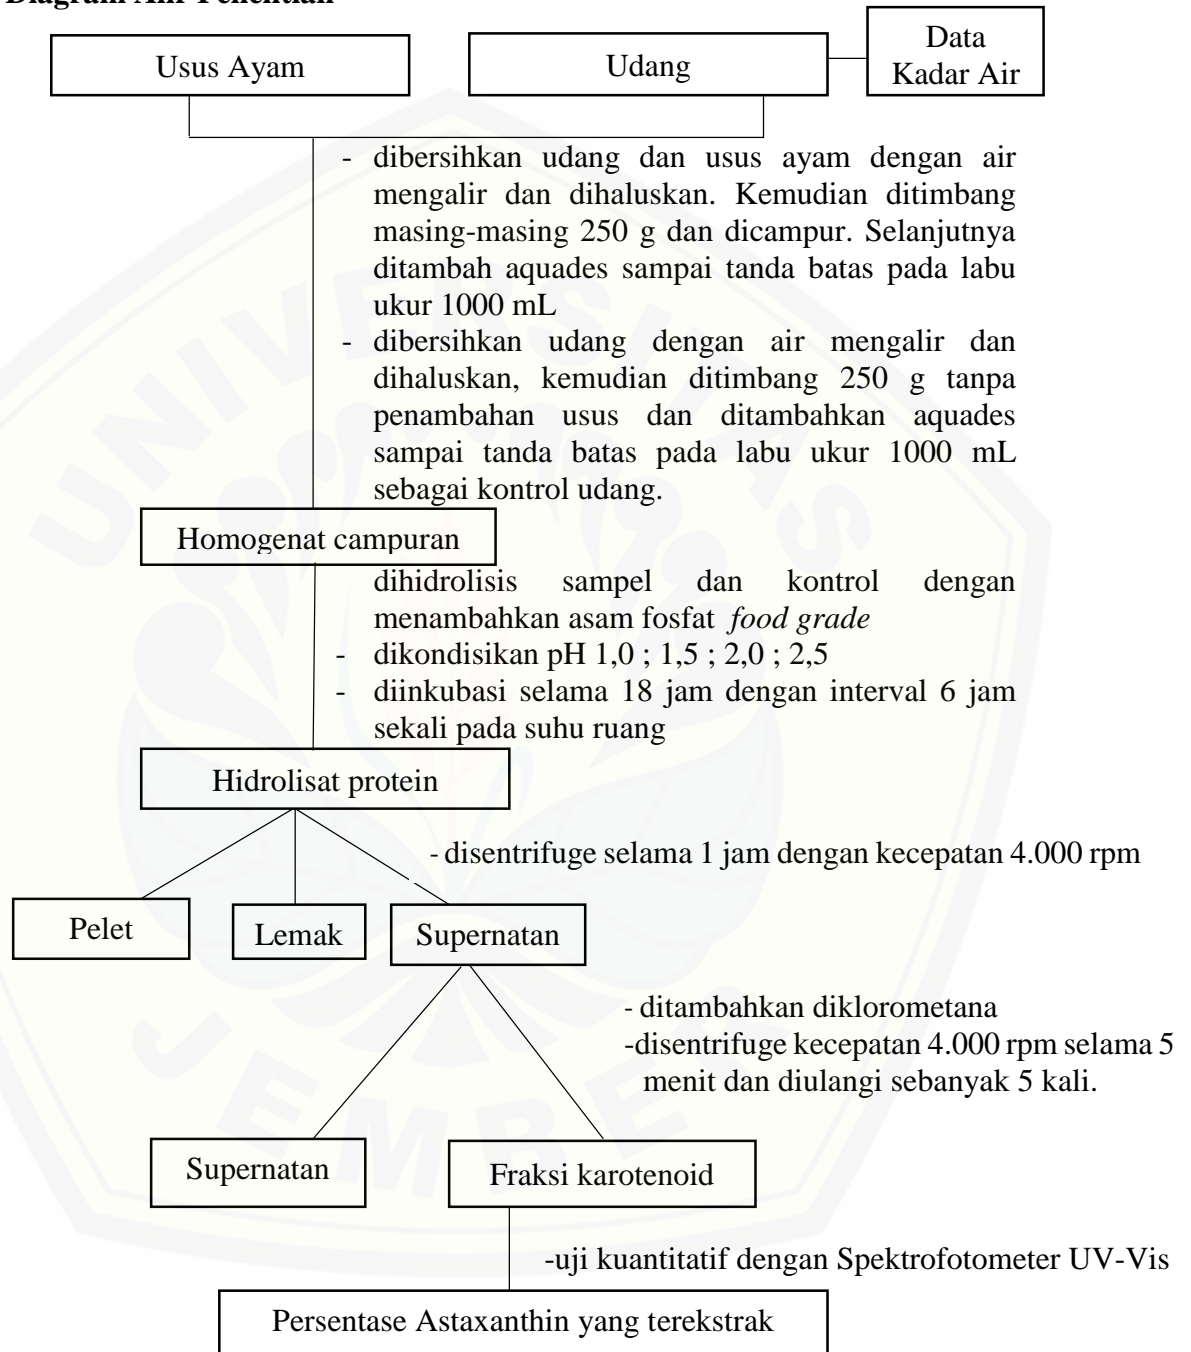 Diagram Alir Penelitian
Usus Ayam
Udang
Data
Kadar Air
- dibersihkan udang dan usus ayam dengan air
mengalir dan dihaluskan. Kemudian ditimbang
masing-masing 250 g dan dicampur. Selanjutnya
ditambah aquades sampai tanda batas pada labu
ukur 1000 mL
- dibersihkan udang dengan air mengalir dan
dihaluskan, kemudian ditimbang 250 g tanpa
penambahan usus dan ditambahkan aquades
sampai tanda batas pada labu ukur 1000 mL
sebagai kontrol udang.
Homogenat campuran
dihidrolisis sampel dan kontrol dengan
menambahkan asam fosfat food grade
- dikondisikan pH 1,0 ; 1,5 ; 2,0 ; 2,5
- diinkubasi selama 18 jam dengan interval 6 jam
sekali pada suhu ruang
Hidrolisat protein
- disentrifuge selama 1 jam dengan kecepatan 4.000 rpm
Pelet
Lemak
Supernatan
- ditambahkan diklorometana
-disentrifuge kecepatan 4.000 rpm selama 5
menit dan diulangi sebanyak 5 kali.
Supernatan
Fraksi karotenoid
-uji kuantitatif dengan Spektrofotometer UV-Vis
Persentase Astaxanthin yang terekstrak
UNIVERSITAS
JEMBER